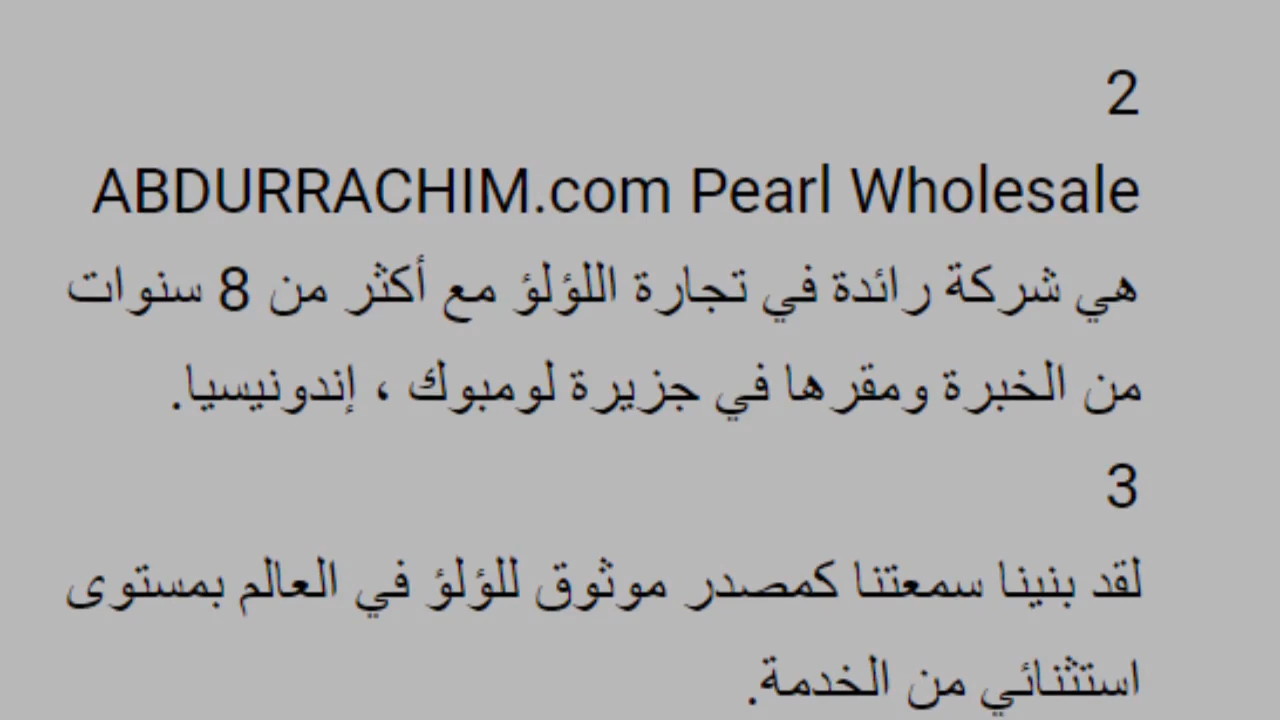 2
ABDURRACHIM.com Pearl Wholesale
هي شركة رائدة في تجارة اللؤلؤ مع أكثر من 8 سنوات
من الخبرة ومقرها في جزيرة لومبوك ، إندونيسيا.
3
لقد بنينا سمعتنا كمصدر موثوق للؤلؤ في العالم بمستوى
استثنائي من الخدمة.